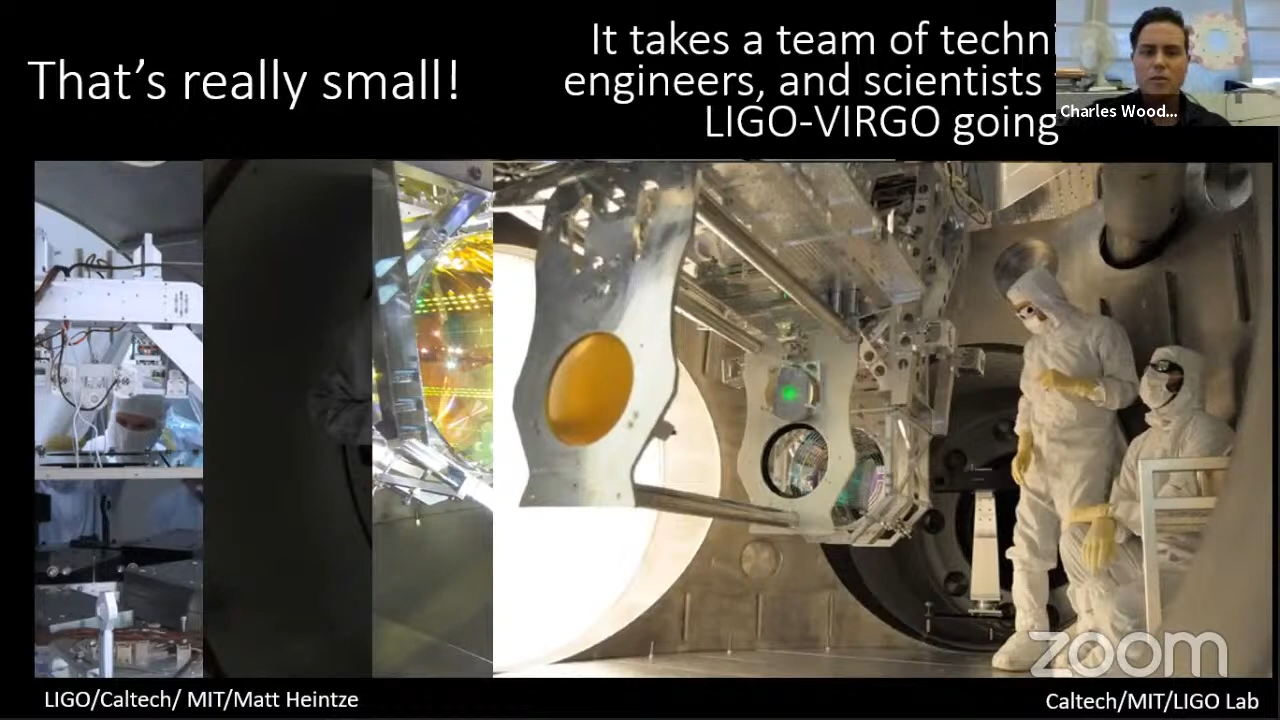 That's really small!
It takes a team of techni
engineers, and scientists
LIGO-VIRGO going
Charles Wood...
zoom
LIGO/Caltech/ MIT/Matt Heintze
Caltech/MIT/LIGO Lab